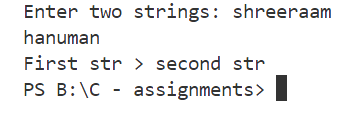 Enter two strings: shreeraam
hanuman
First str > second str
PS B:\C - assignments>